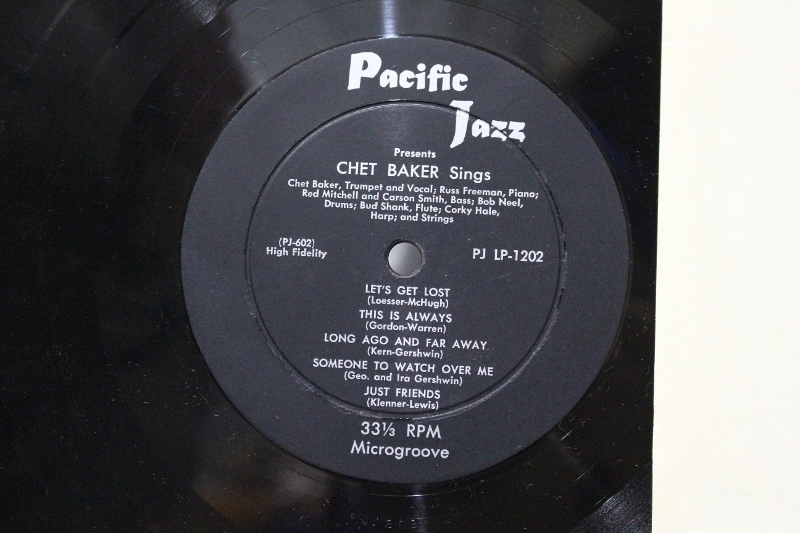 Pacific
Jazz
Presents
CHET BAKER Sings
Chet Baker, Trumpet and Vocal; Russ Freeman, Piano;
Red Mitchell and Carson Smith, Bass; Bob Neel,
Drums; Bud Shank, Flute; Corky Hale,
Harp; and Strings
(PJ-602)
High Fidelity
PJ LP-1202
LET'S GET LOST
(Loesser-McHugh)
THIS IS ALWAYS
(Gordon-Warren)
LONG AGO AND FAR AWAY
(Kern-Gershwin)
SOMEONE TO WATCH OVER ME
(Geo. and Ira Gershwin)
JUST FRIENDS
(Klenner-Lewis)
33⅓ RPM
Microgroove